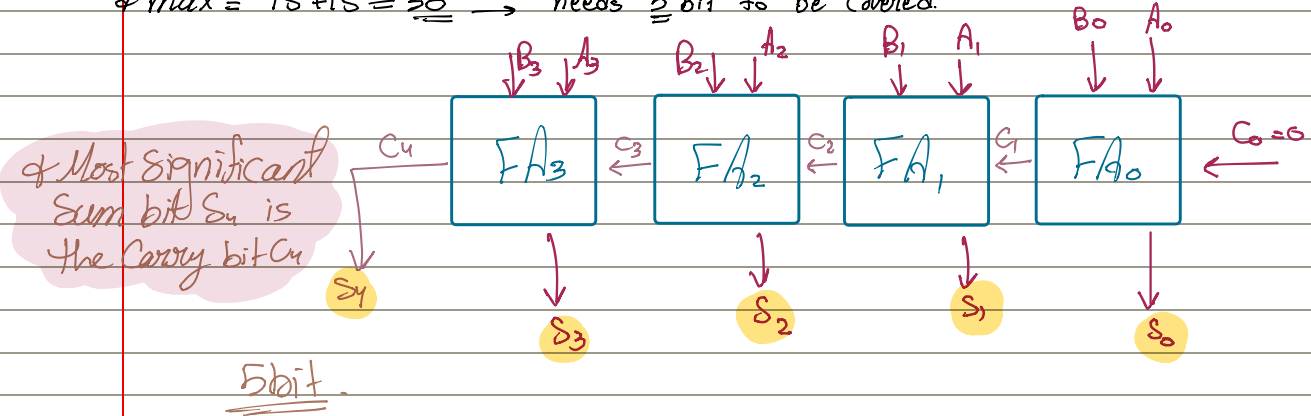 * max = 15+15 = 30 → needs 5 bit to be covered.
B0 A0
B3 A3 B2 A2 B1 A1
C4 FA3 C3 FA2 C2 FA1 C1 FA0 C0=0
* Most Significant
Sum bit S4 is
the Carry bit C4
S4
S3 S2 S1 S0
5bit.